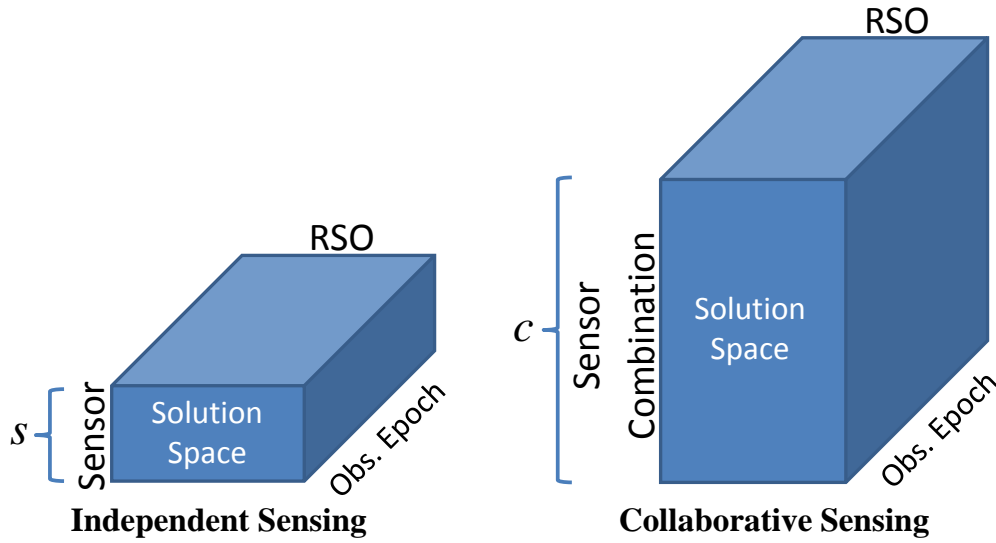 RSO
Solution
Space
Sensor
s
Obs. Epoch
Independent Sensing
RSO
Solution
Space
Sensor
Combination
c
Obs. Epoch
Collaborative Sensing